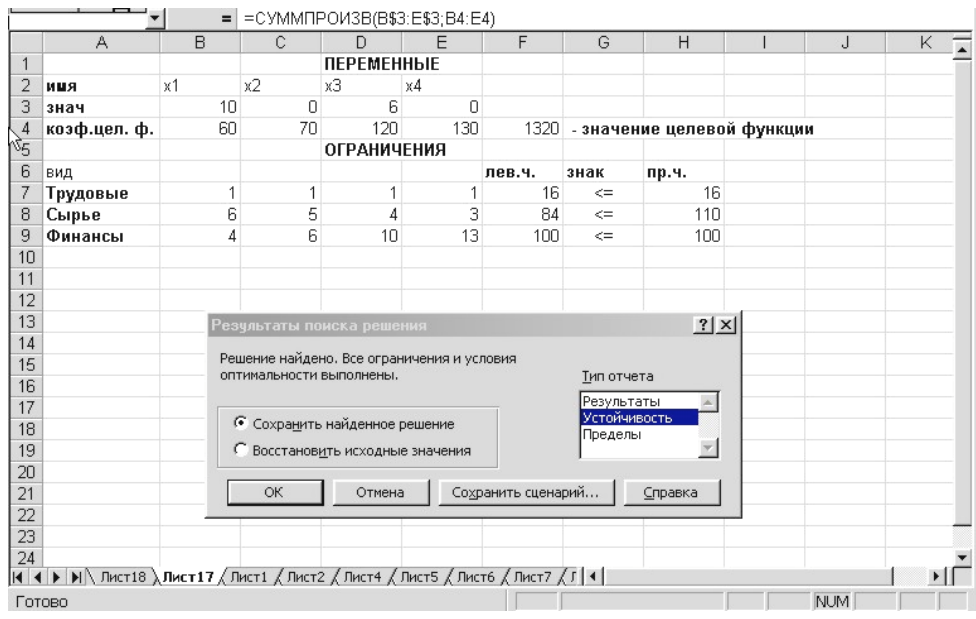 = =СУММПРОИЗВ(B$3:E$3;B4:E4)
A B C D E F G H I J K
1 ПЕРЕМЕННЫЕ
2 имя x1 x2 x3 x4
3 знач 10 0 6 0
4 коэф.цел. ф. 60 70 120 130 1320 - значение целевой функции
5 ОГРАНИЧЕНИЯ
6 вид лев.ч. знак пр.ч.
7 Трудовые 1 1 1 1 16 <= 16
8 Сырье 6 5 4 3 84 <= 110
9 Финансы 4 6 10 13 100 <= 100
10
11
12
13
14
15
16
17
18
19
20
21
22
23
24
Результаты поиска решения
Решение найдено. Все ограничения и условия
оптимальности выполнены.
Тип отчета
Результаты
Устойчивость
Пределы
Сохранить найденное решение
Восстановить исходные значения
ОК Отмена Сохранить сценарий... Справка
Лист18 Лист17 Лист1 Лист2 Лист4 Лист5 Лист6 Лист7
Готово NUM